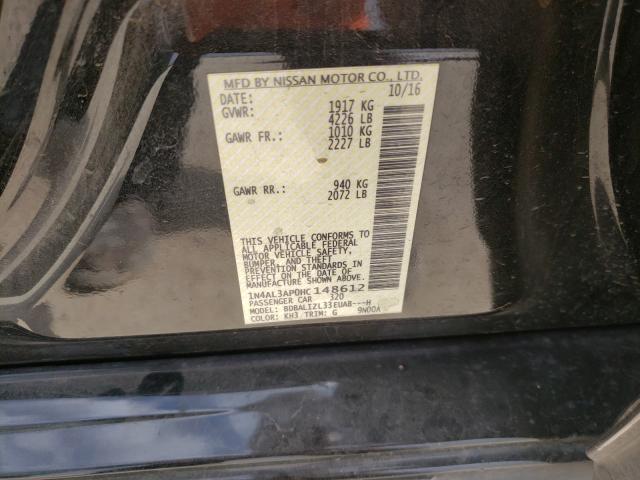 MFD BY NISSAN MOTOR CO., LTD.
DATE: 10/16
GVWR: 1917 KG
4226 LB
GAWR FR.: 1010 KG
2227 LB
GAWR RR.: 940 KG
2072 LB
THIS VEHICLE CONFORMS TO
ALL APPLICABLE FEDERAL
MOTOR VEHICLE SAFETY,
BUMPER, AND THEFT
PREVENTION STANDARDS IN
EFFECT ON THE DATE OF
MANUFACTURE SHOWN ABOVE.
1N4AL3AP0HC148612
PASSENGER CAR 320
MODEL: BDBALIZL33EUAB---H
COLOR: KH3 TRIM: G 9N00A